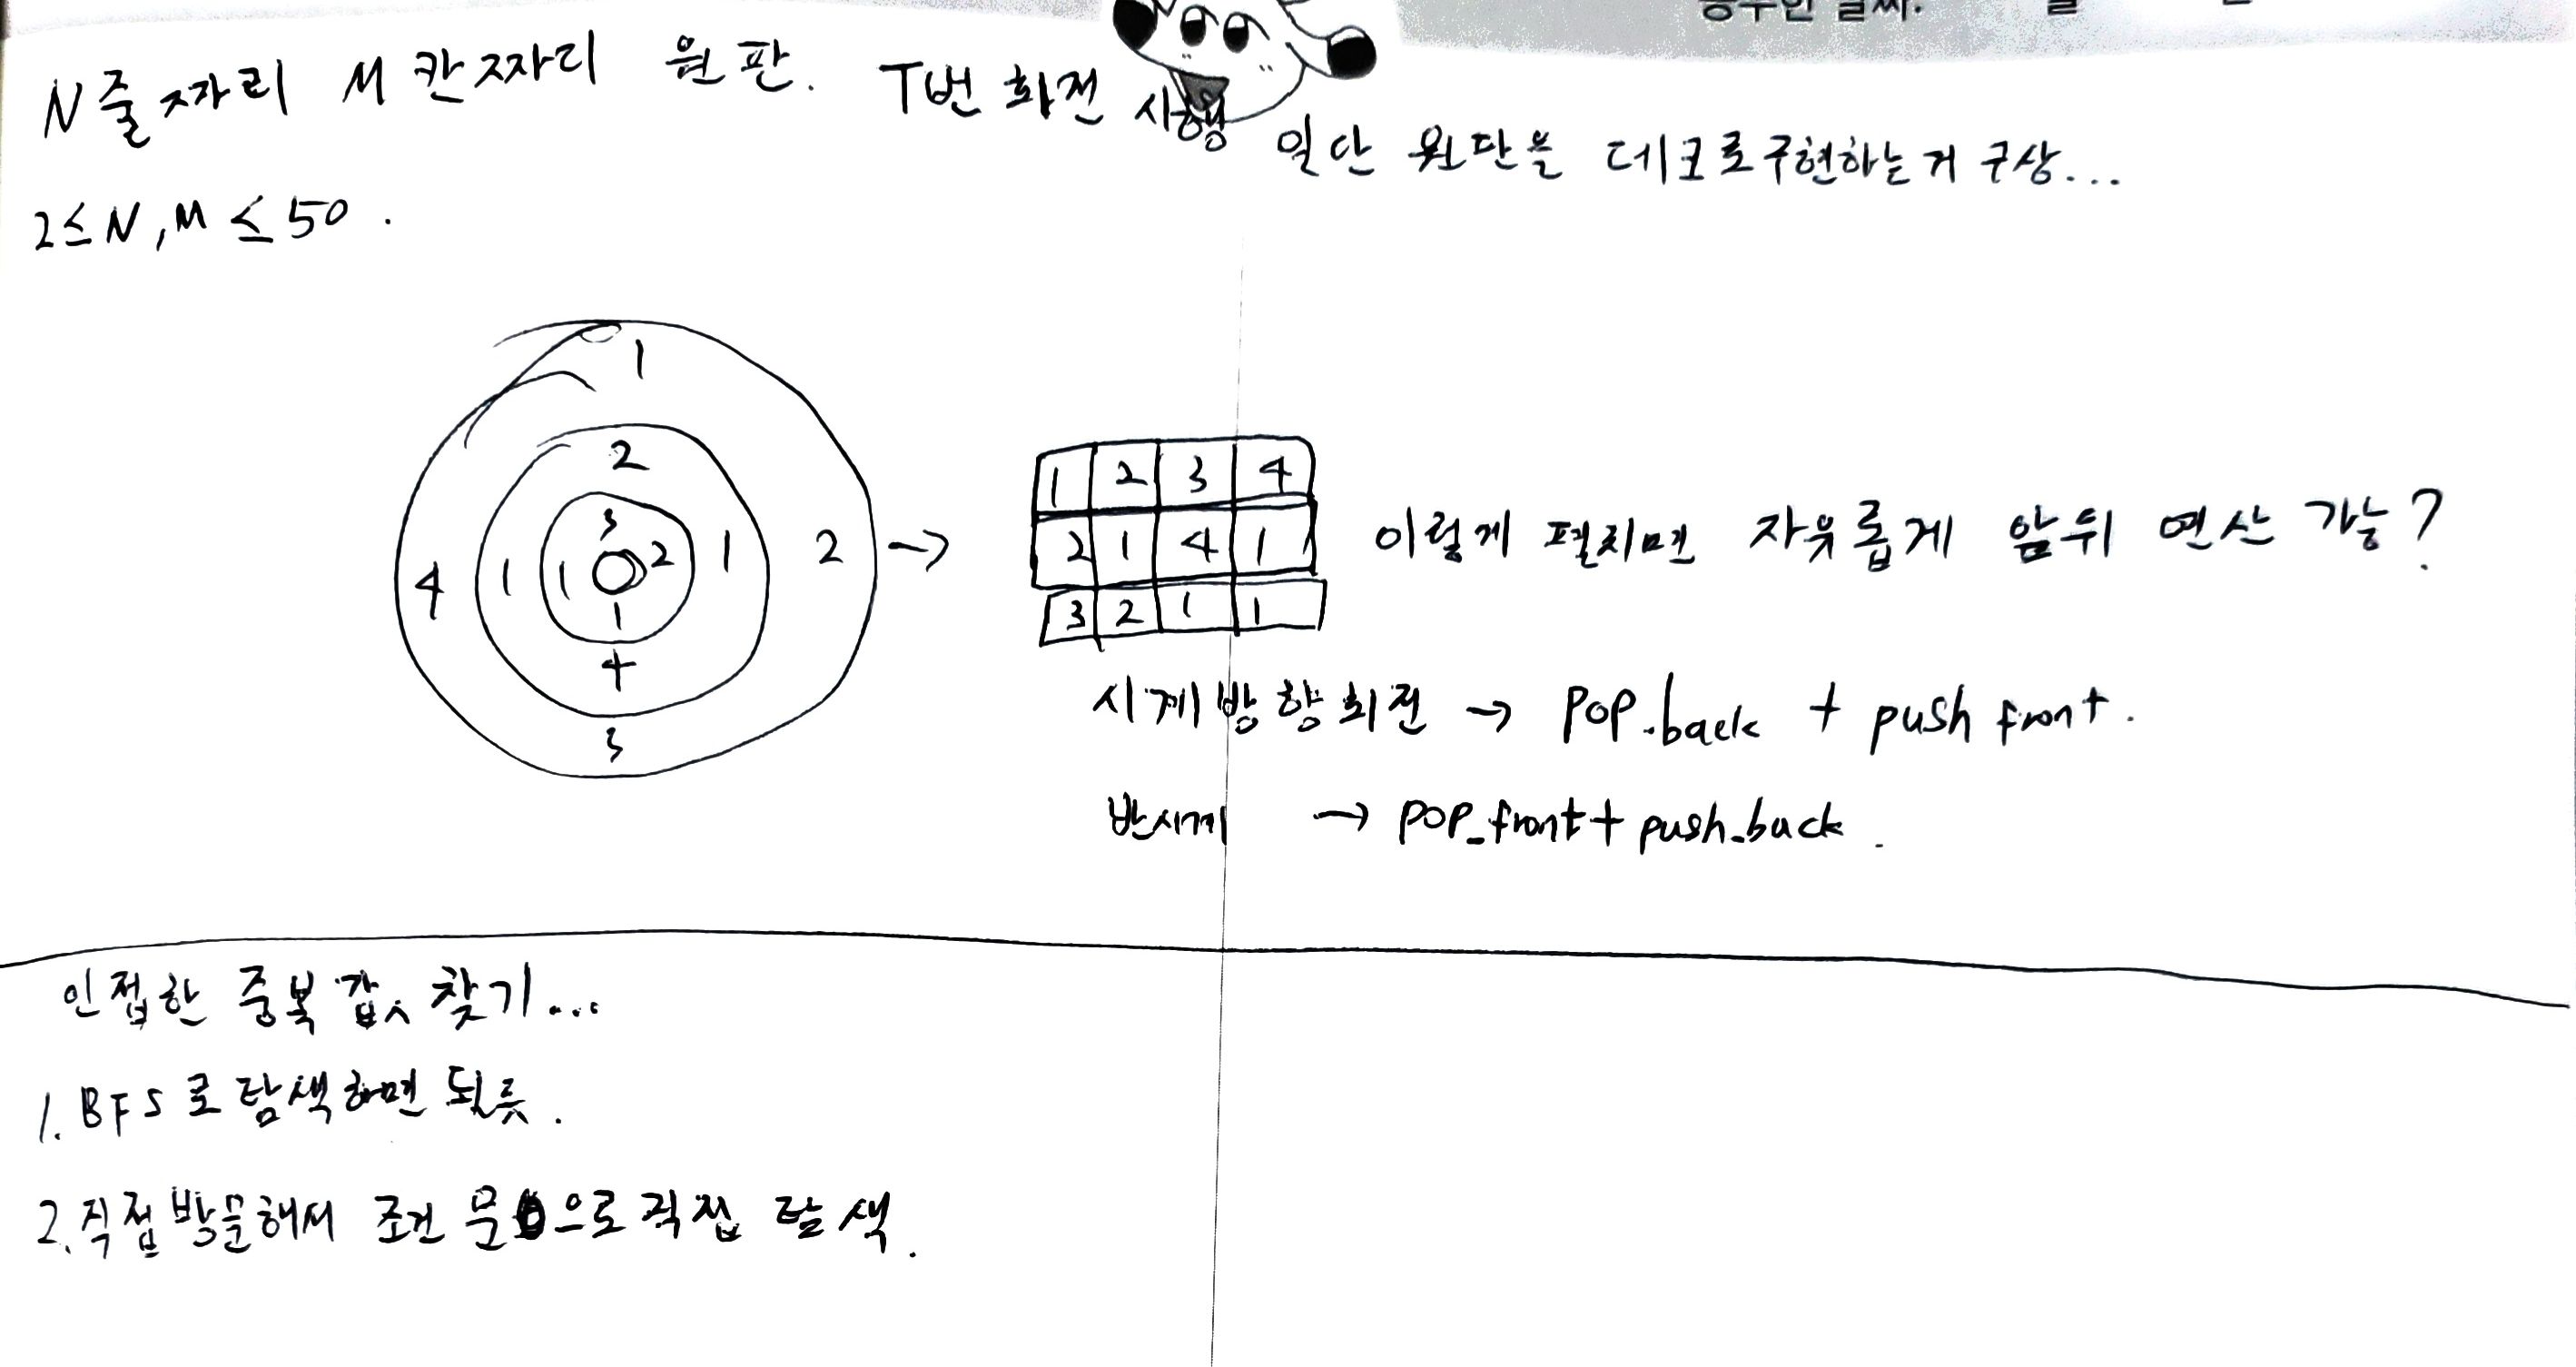 N줄짜리 M칸짜리 원판. T번 회전 시행
일단 원판을 데크로 구현하는 거 구상...
2≤N,M≤50.
1
2
3
4 1 1 2 1 2 →
1
4
3
1 2 3 4
2 1 4 1
3 2 1 1
이렇게 펼치면 자유롭게 앞뒤 연산 가능?
시계방향회전 → pop.back + push front.
반시계 → pop_front + push_back.
인접한 중복 값 찾기...
1. BFS로 탐색하면 될듯.
2. 직접 방문해서 조건문으로 직접 탐색.